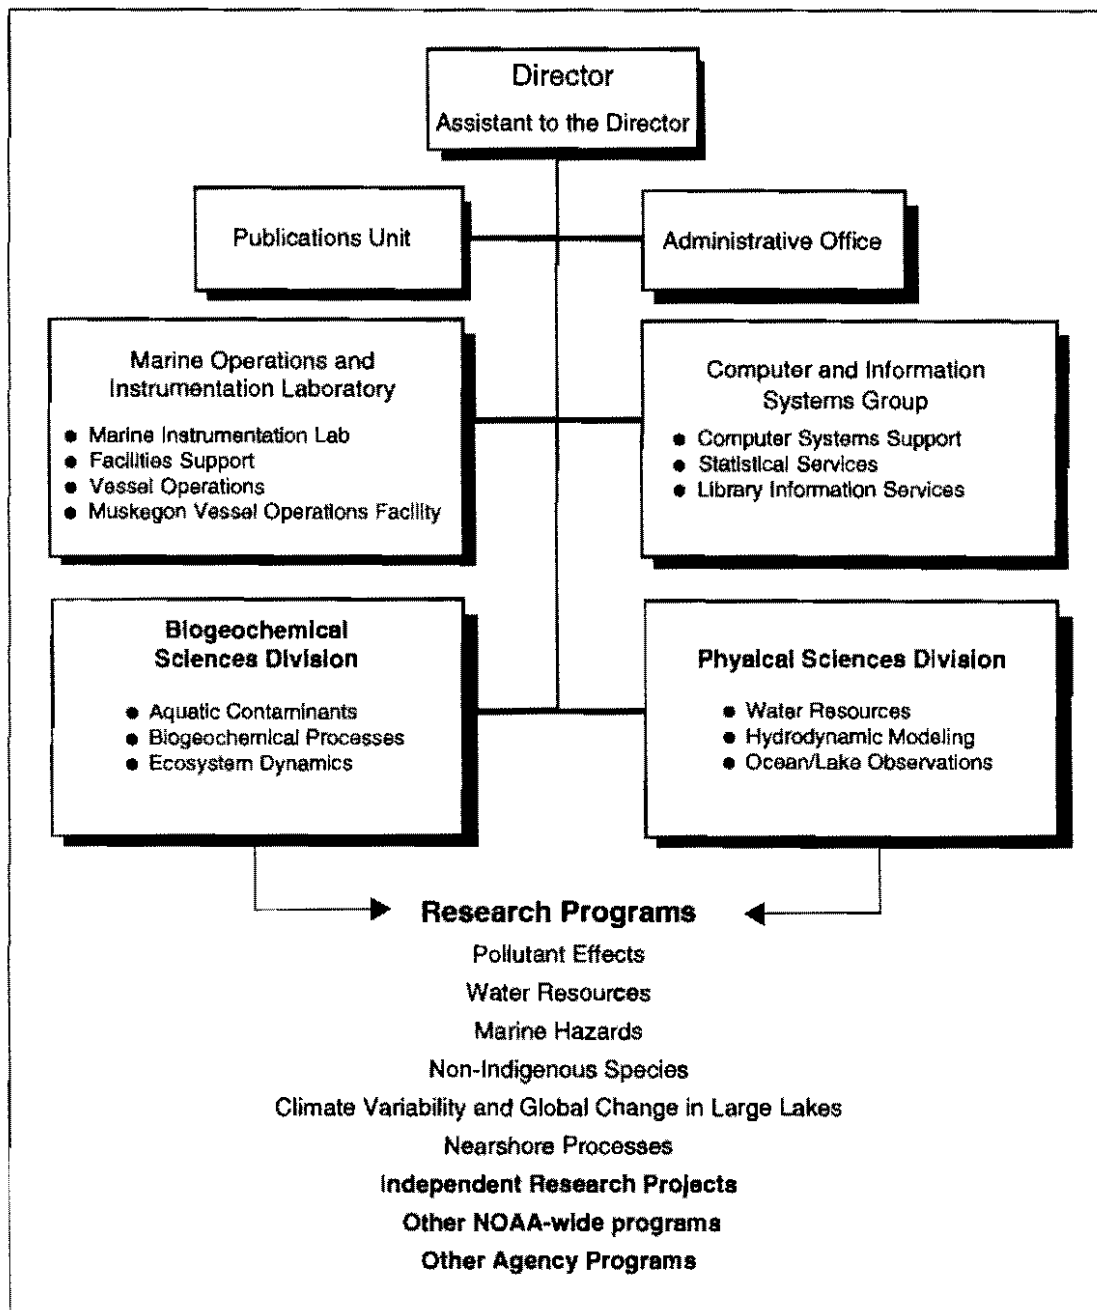 Director
Assistant to the Director
Publications Unit
Administrative Office
Marine Operations and
Instrumentation Laboratory
● Marine Instrumentation Lab
● Facilities Support
● Vessel Operations
● Muskegon Vessel Operations Facility
Computer and Information
Systems Group
● Computer Systems Support
● Statistical Services
● Library Information Services
Biogeochemical
Sciences Division
● Aquatic Contaminants
● Biogeochemical Processes
● Ecosystem Dynamics
Physical Sciences Division
● Water Resources
● Hydrodynamic Modeling
● Ocean/Lake Observations
Research Programs
Pollutant Effects
Water Resources
Marine Hazards
Non-Indigenous Species
Climate Variability and Global Change in Large Lakes
Nearshore Processes
Independent Research Projects
Other NOAA-wide programs
Other Agency Programs